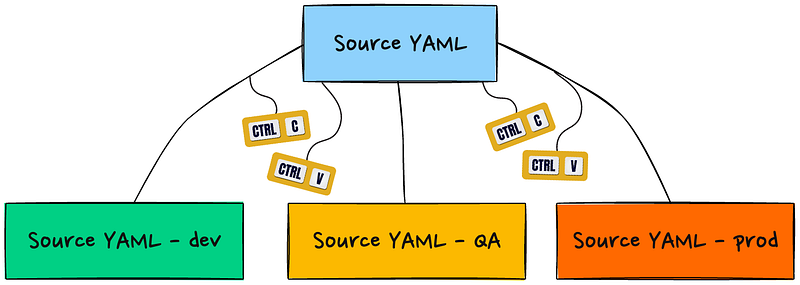 Source YAML
CTRL C
CTRL V
CTRL C
CTRL V
Source YAML - dev
Source YAML - QA
Source YAML - prod